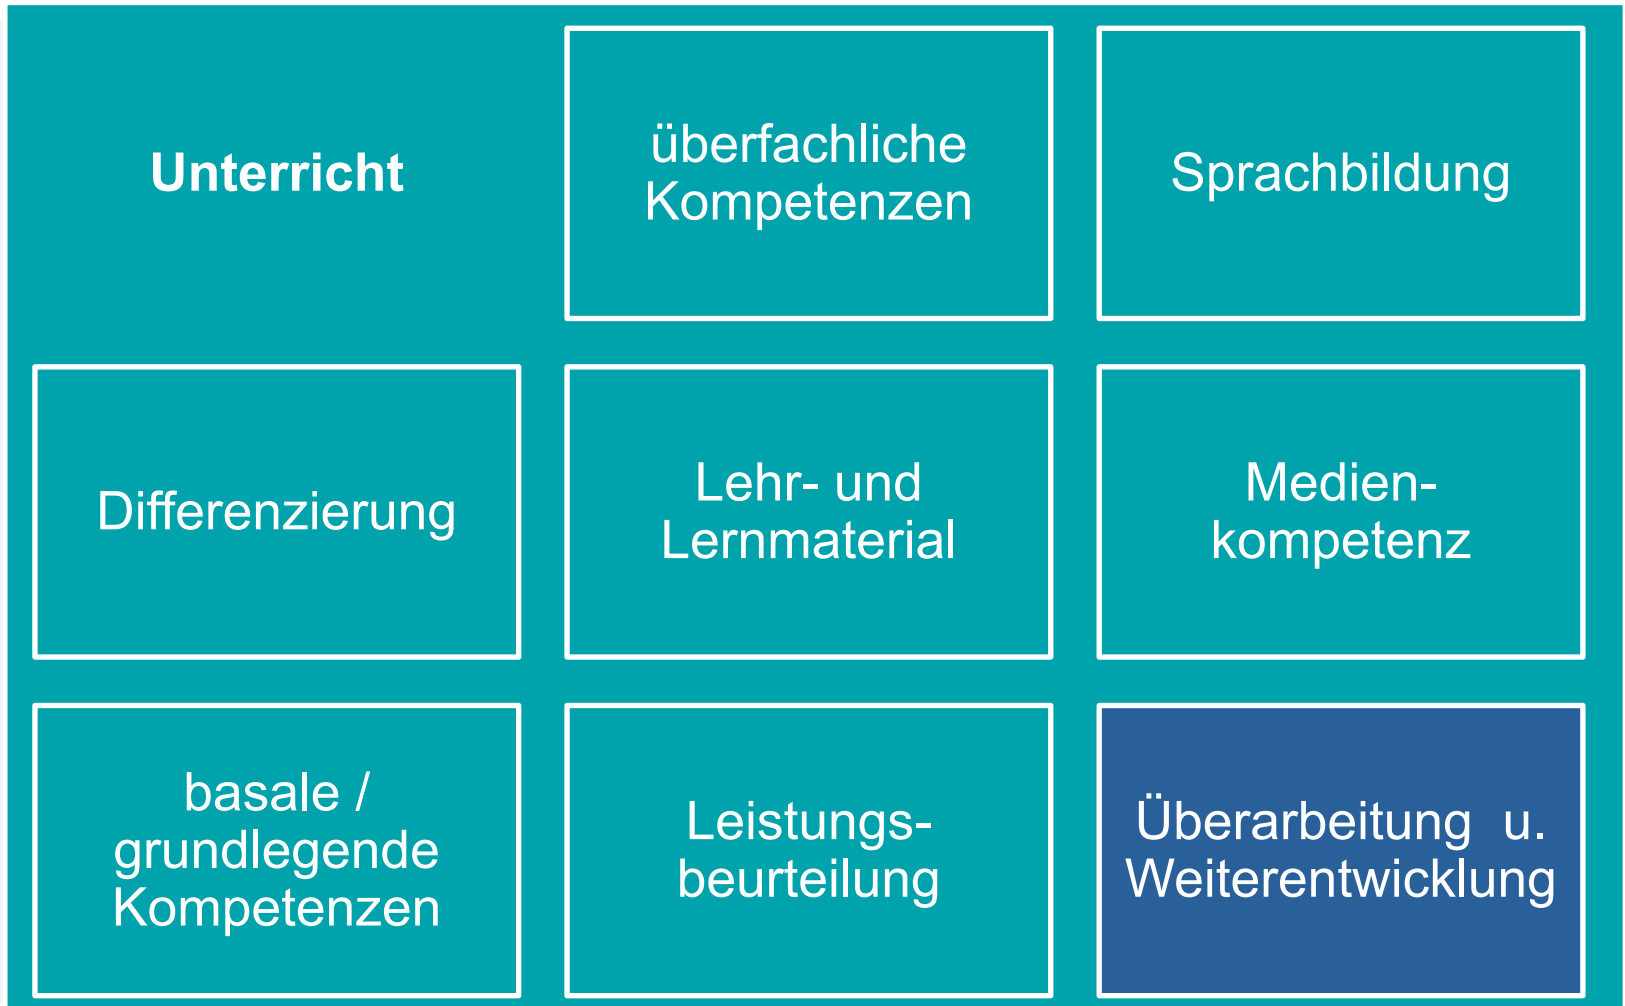 Unterricht
überfachliche
Kompetenzen
Sprachbildung
Differenzierung
Lehr- und
Lernmaterial
Medien-
kompetenz
basale /
grundlegende
Kompetenzen
Leistungs-
beurteilung
Überarbeitung u.
Weiterentwicklung